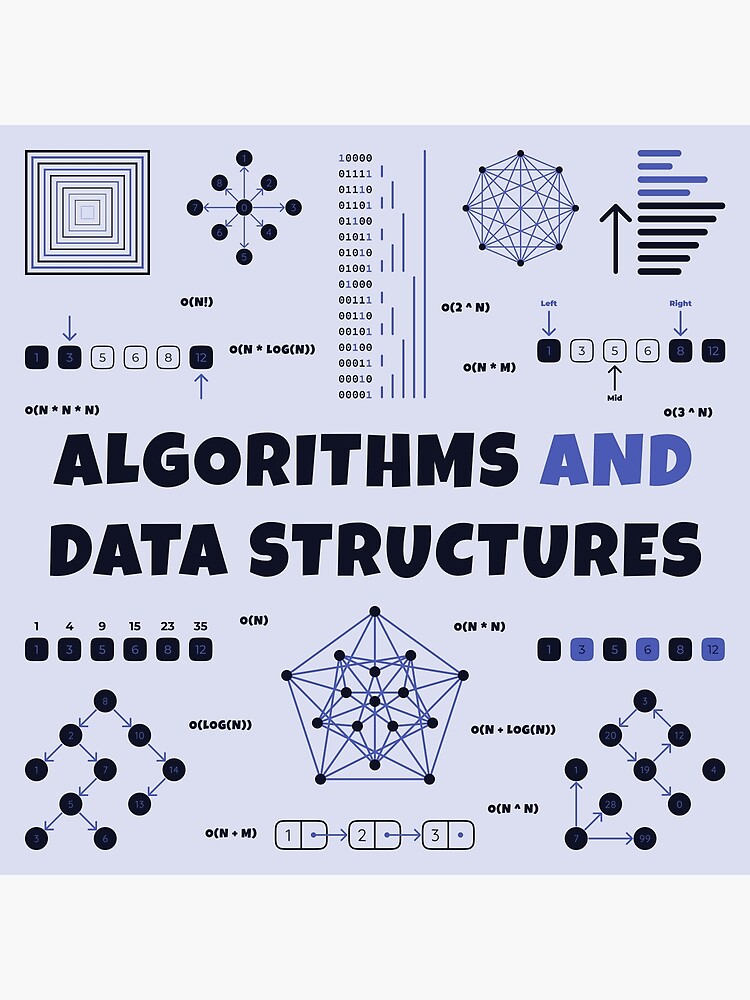 1
8 2
7 0 3
6 4
5
10000
01111
01110
01101
01100
01011
01010
01001
01000
00111
00110
00101
00100
00011
00010
00001
O(N!)
O(2 ^ N)
Left Right
1 3 5 6 8 12
O(N * LOG(N))
1 3 5 6 8 12
O(N * M)
Mid
O(N * N * N)
O(3 ^ N)
ALGORITHMS AND
DATA STRUCTURES
1 4 9 15 23 35
1 3 5 6 8 12
O(N)
O(N * N)
1 3 5 6 8 12
8
2 10
1 7 14
5 13
3 6
O(LOG(N))
O(N + LOG(N))
3
20 12
1 19 4
28 0
7 99
O(N ^ N)
O(N + M)
1 2 3